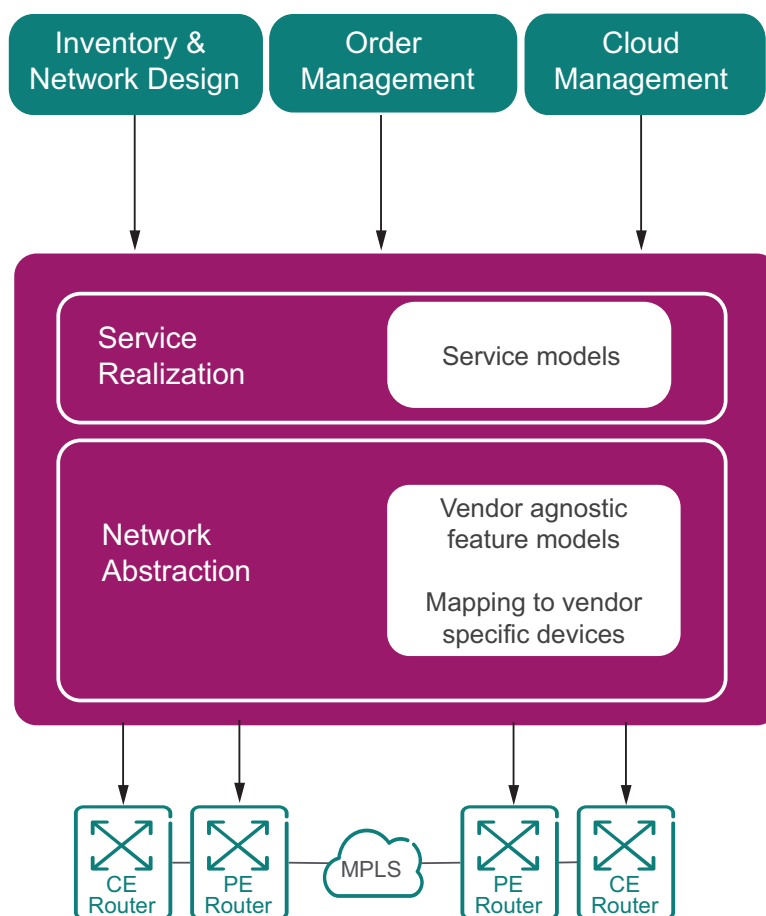 Inventory &
Network Design
Order
Management
Cloud
Management
Service
Realization
Service models
Network
Abstraction
Vendor agnostic
feature models
Mapping to vendor
specific devices
CE
Router
PE
Router
MPLS
PE
Router
CE
Router